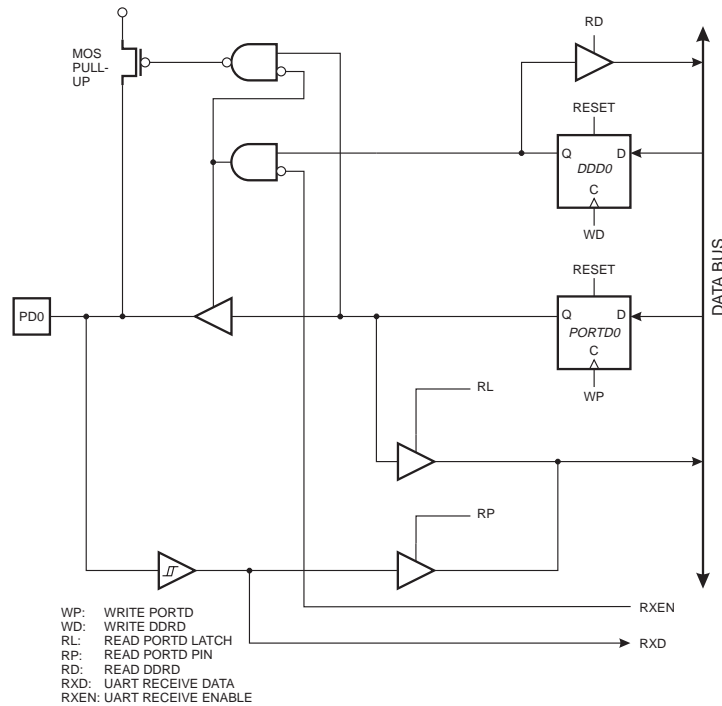 MOS
PULL-
UP
RD
RESET
Q D
DDD0
C
WD
RESET
PD0
Q D
PORTD0
C
WP
DATA BUS
RL
RP
RXEN
RXD
WP: WRITE PORTD
WD: WRITE DDRD
RL: READ PORTD LATCH
RP: READ PORTD PIN
RD: READ DDRD
RXD: UART RECEIVE DATA
RXEN: UART RECEIVE ENABLE